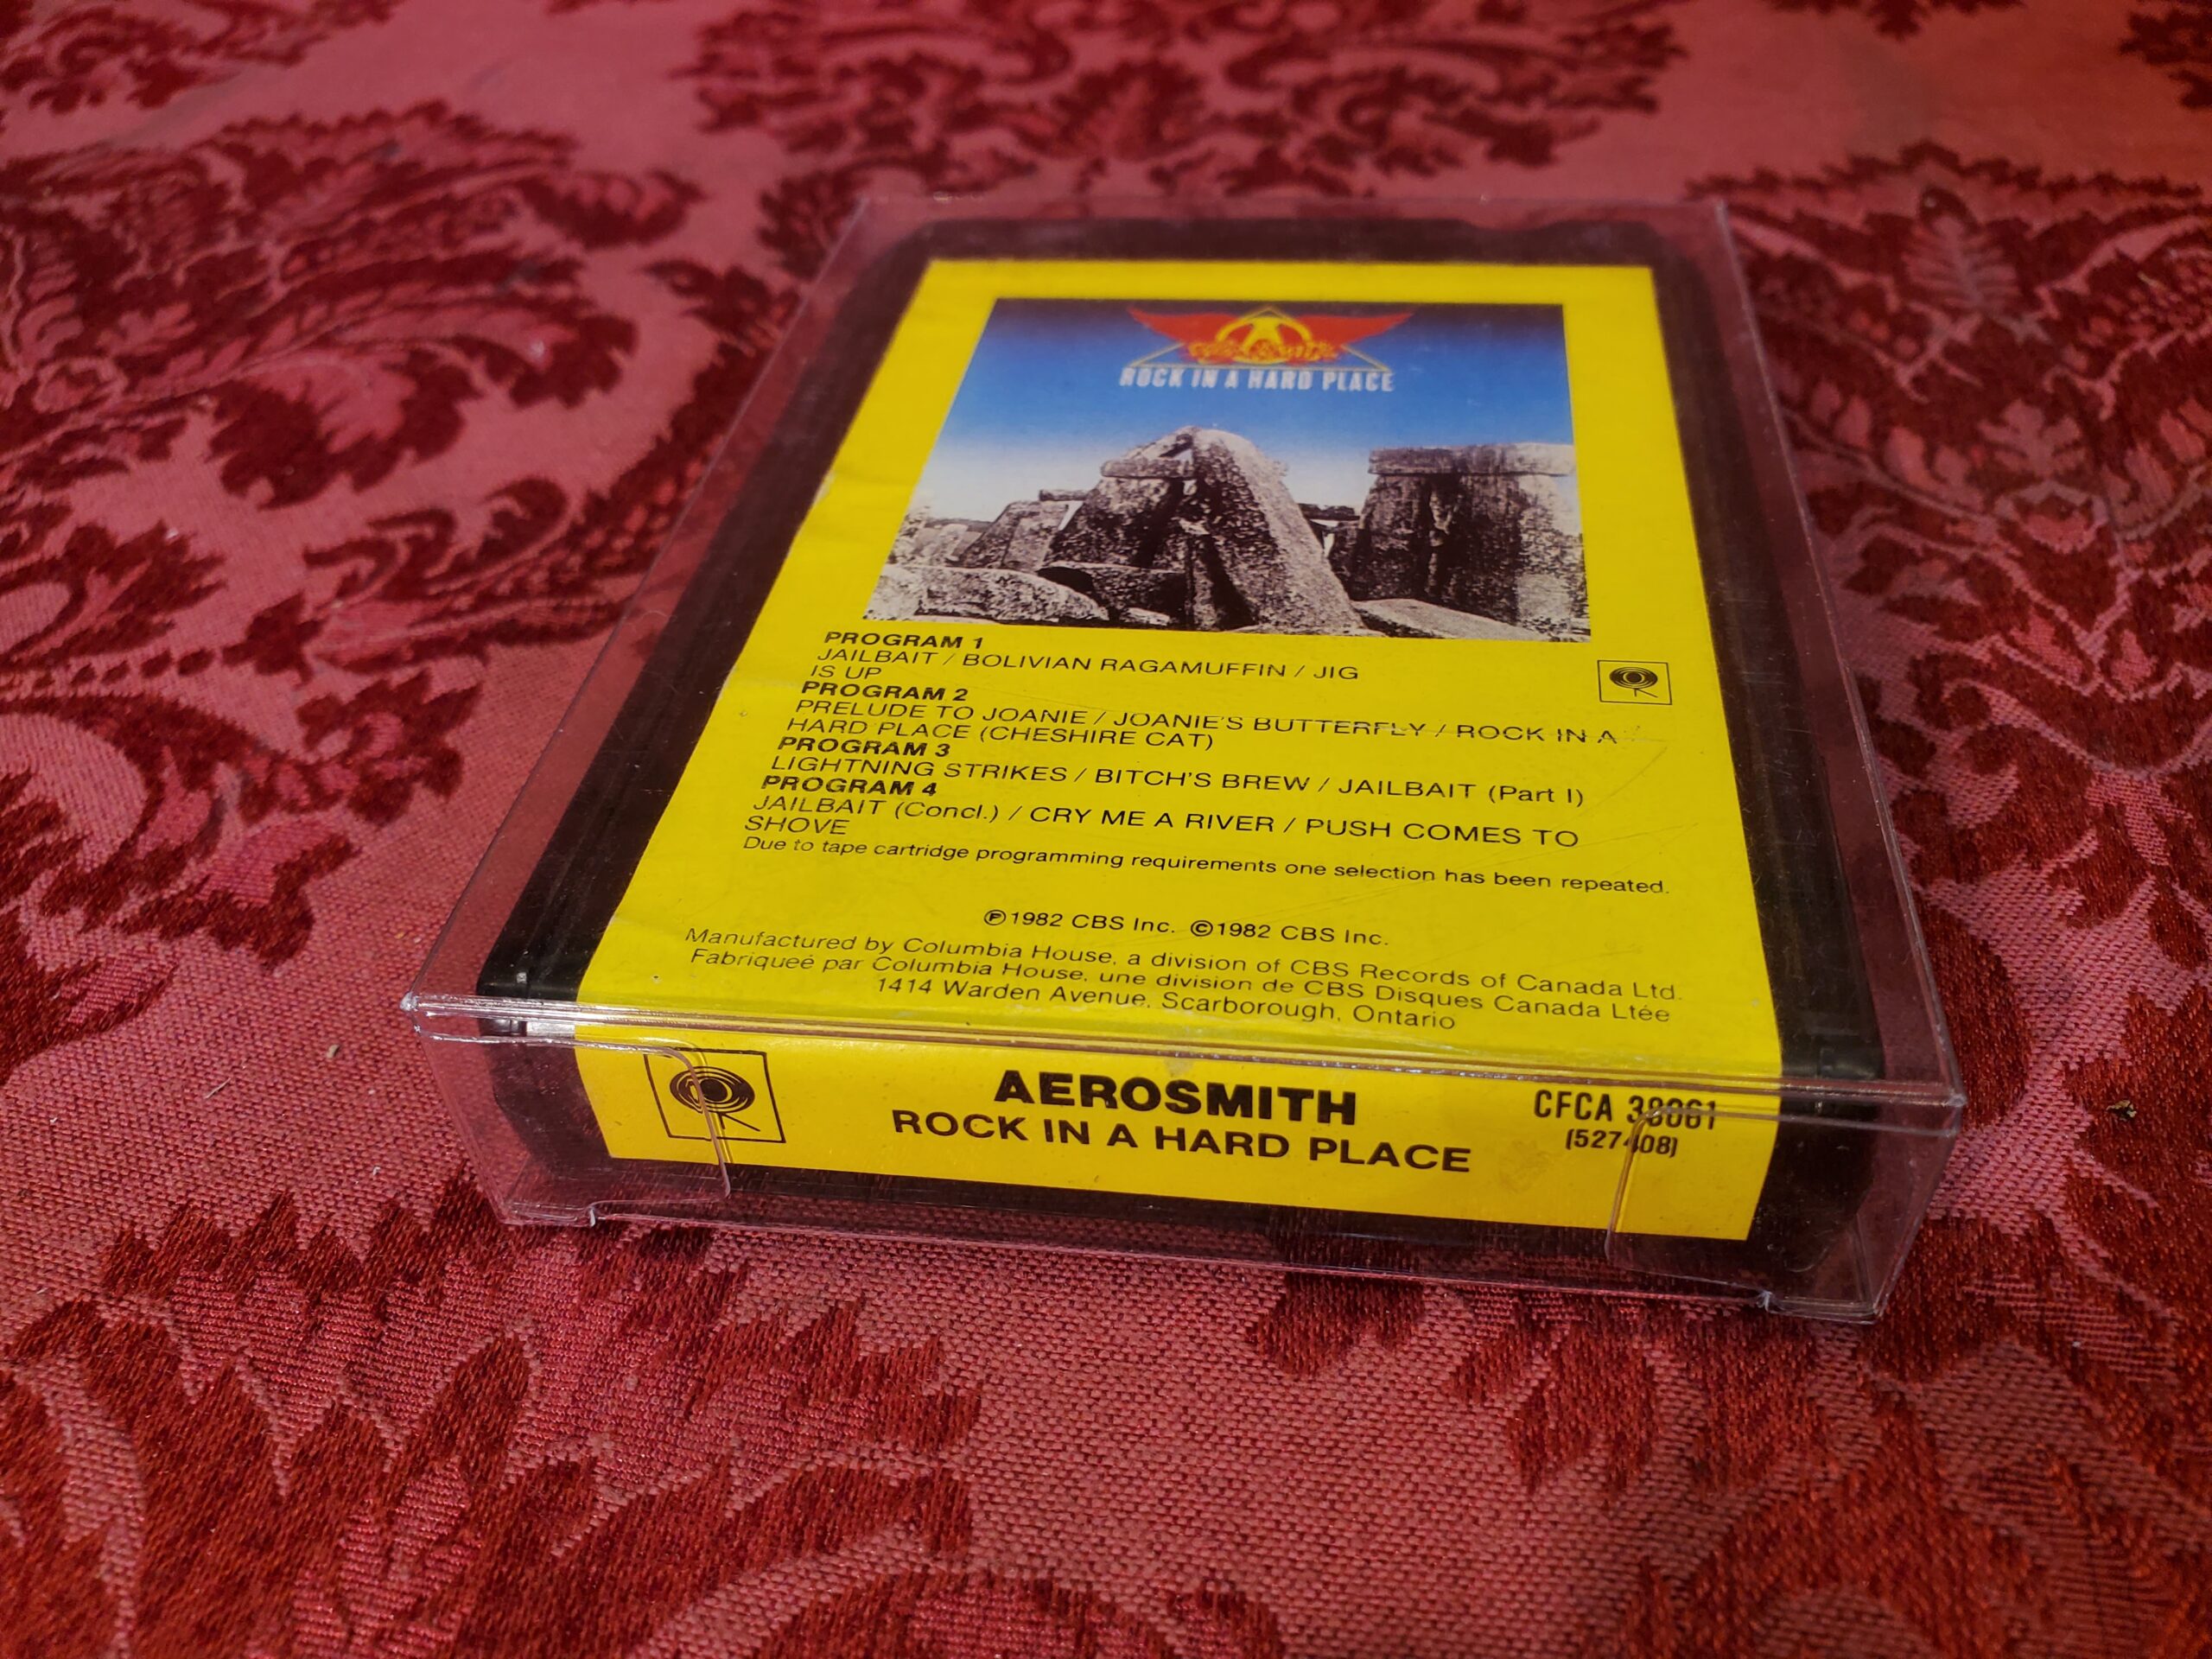 AEROSMITH
ROCK IN A HARD PLACE
PROGRAM 1
JAILBAIT / BOLIVIAN RAGAMUFFIN / JIG
IS UP
PROGRAM 2
PRELUDE TO JOANIE / JOANIE'S BUTTERFLY / ROCK IN A
HARD PLACE (CHESHIRE CAT)
PROGRAM 3
LIGHTNING STRIKES / BITCH'S BREW / JAILBAIT (Part I)
PROGRAM 4
JAILBAIT (Concl.) / CRY ME A RIVER / PUSH COMES TO
SHOVE
Due to tape cartridge programming requirements one selection has been repeated.
℗1982 CBS Inc. ©1982 CBS Inc.
Manufactured by Columbia House, a division of CBS Records of Canada Ltd.
Fabriqueé par Columbia House, une division de CBS Disques Canada Ltée
1414 Warden Avenue, Scarborough, Ontario
AEROSMITH
ROCK IN A HARD PLACE
CFCA 38061
(527408)